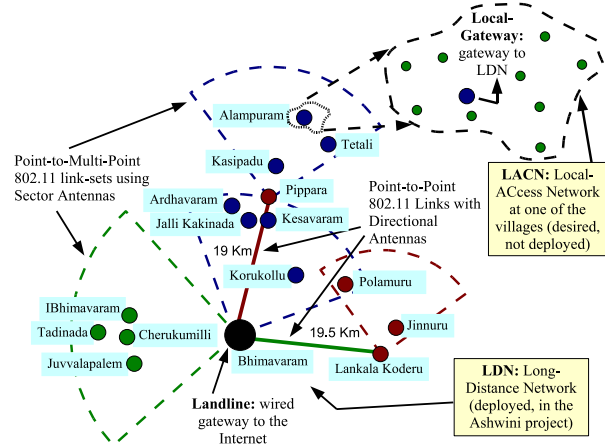 Local-
Gateway:
gateway to
LDN
Alampuram
Tetali
Point-to-Multi-Point
802.11 link-sets using
Sector Antennas
Kasipadu
Pippara
Point-to-Point
802.11 Links with
Directional
Antennas
LACN: Local-
ACcess Network
at one of the
villages (desired,
not deployed)
Ardhavaram
Jalli Kakinada
Kesavaram
19 Km
Korukollu
Polamuru
IBhimavaram
Tadinada
Cherukumilli
Juvvalapalem
19.5 Km
Jinnuru
Bhimavaram
Lankala Koderu
Landline: wired
gateway to the
Internet
LDN: Long-
Distance Network
(deployed, in the
Ashwini project)